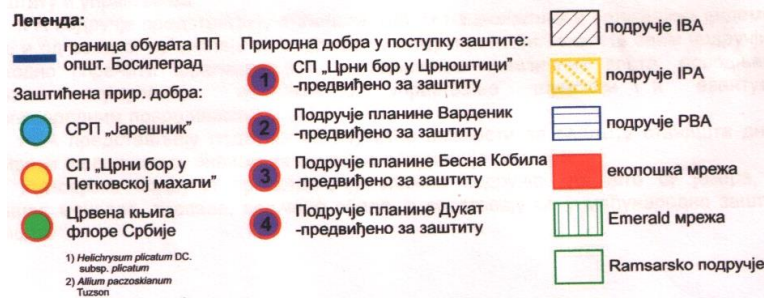 Легенда:
граница обувата ПП
општ. Босилеград
Заштићена прир. добра:
СРП „Јарешник"
СП „Црни бор у
Петковској махали"
Црвена књига
флоре Србије
1) Helichrysum plicatum DC.
subsp. plicatum
2) Allium paczoskianum
Tuzson
Природна добра у поступку заштите:
1 СП „Црни бор у Црноштици"
-предвиђено за заштиту
2 Подручје планине Варденик
-предвиђено за заштиту
3 Подручје планине Бесна Кобила
-предвиђено за заштиту
4 Подручје планине Дукат
-предвиђено за заштиту
подручје IBA
подручје IPA
подручје PBA
еколошка мрежа
Emerald мрежа
Ramsarsko подручје